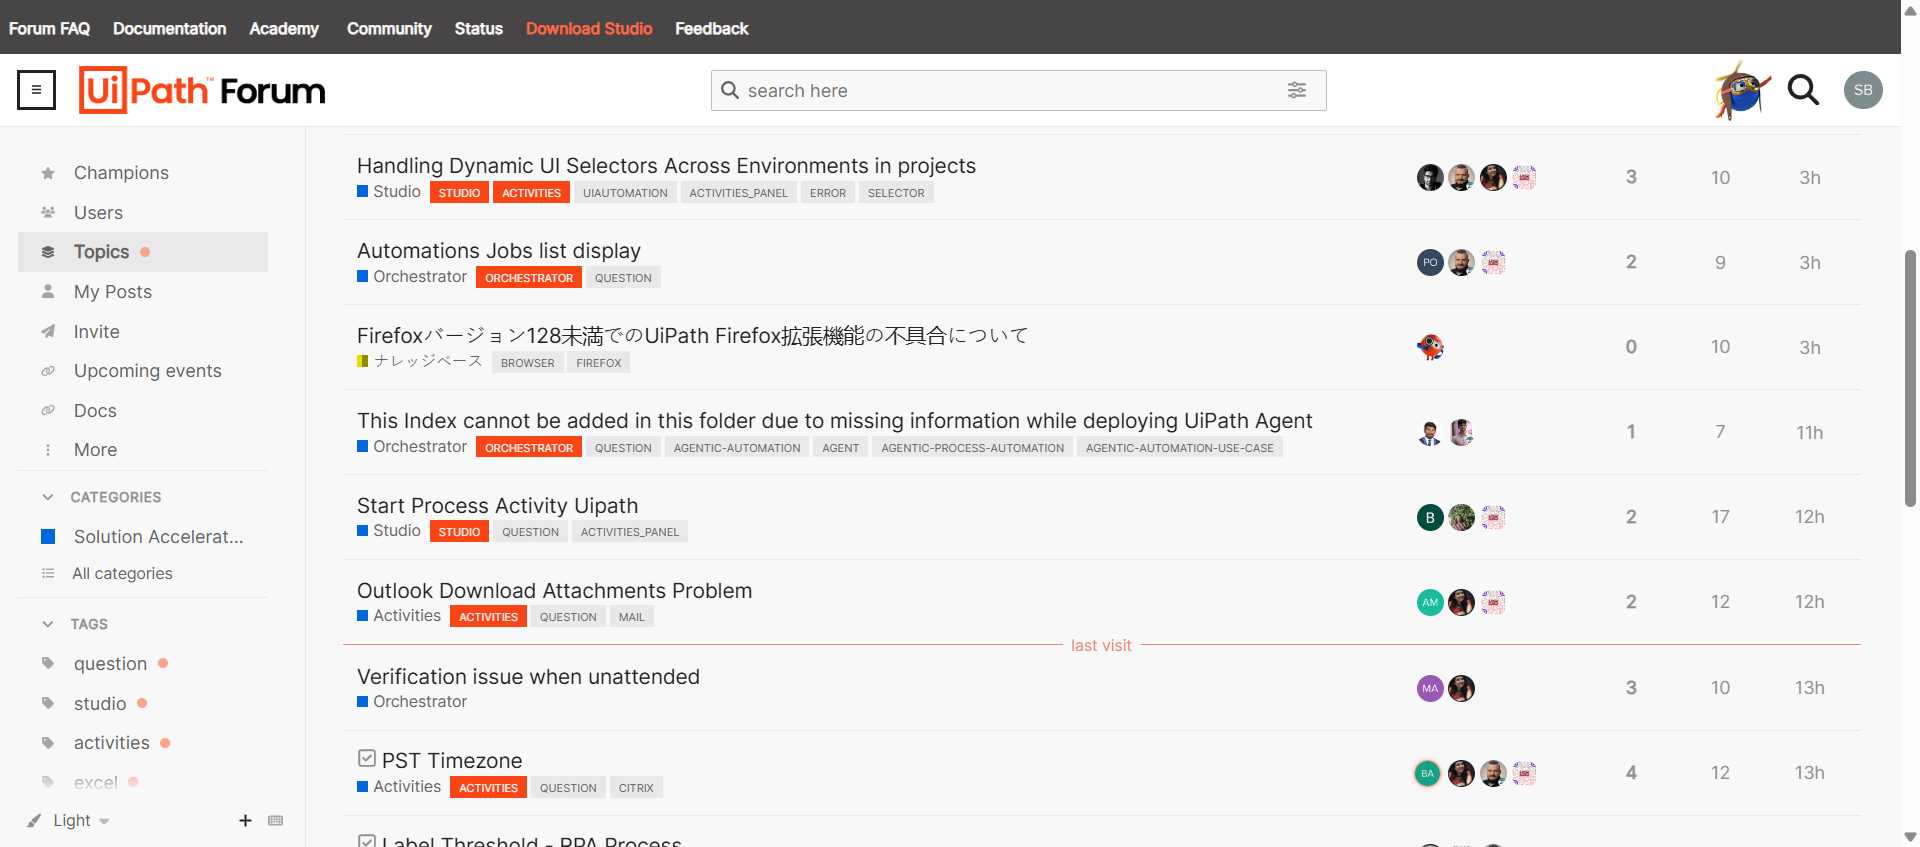 Forum FAQ Documentation Academy Community Status Download Studio Feedback
UiPath™ Forum
search here
SB
Champions
Users
Topics
My Posts
Invite
Upcoming events
Docs
More
CATEGORIES
Solution Accelerat...
All categories
TAGS
question
studio
activities
excel
Light
Handling Dynamic UI Selectors Across Environments in projects
Studio STUDIO ACTIVITIES UIAUTOMATION ACTIVITIES_PANEL ERROR SELECTOR
3 10 3h
Automations Jobs list display
Orchestrator ORCHESTRATOR QUESTION
PO 2 9 3h
Firefoxバージョン128未満でのUiPath Firefox拡張機能の不具合について
ナレッジベース BROWSER FIREFOX
0 10 3h
This Index cannot be added in this folder due to missing information while deploying UiPath Agent
Orchestrator ORCHESTRATOR QUESTION AGENTIC-AUTOMATION AGENT AGENTIC-PROCESS-AUTOMATION AGENTIC-AUTOMATION-USE-CASE
1 7 11h
Start Process Activity Uipath
Studio STUDIO QUESTION ACTIVITIES_PANEL
B 2 17 12h
Outlook Download Attachments Problem
Activities ACTIVITIES QUESTION MAIL
AM 2 12 12h
last visit
Verification issue when unattended
Orchestrator
MA 3 10 13h
PST Timezone
Activities ACTIVITIES QUESTION CITRIX
BA 4 12 13h
Label Threshold - RPA Process